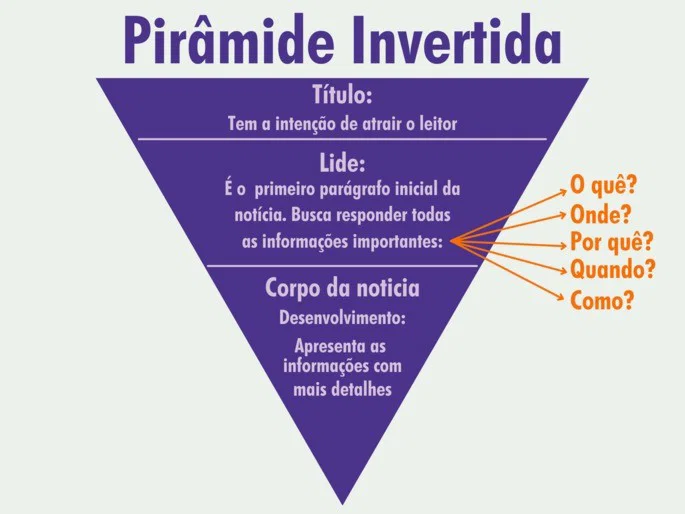 Pirâmide Invertida
Título:
Tem a intenção de atrair o leitor
Lide:
É o primeiro parágrafo inicial da
notícia. Busca responder todas
as informações importantes:
O quê?
Onde?
Por quê?
Quando?
Como?
Corpo da noticia
Desenvolvimento:
Apresenta as
informações com
mais detalhes